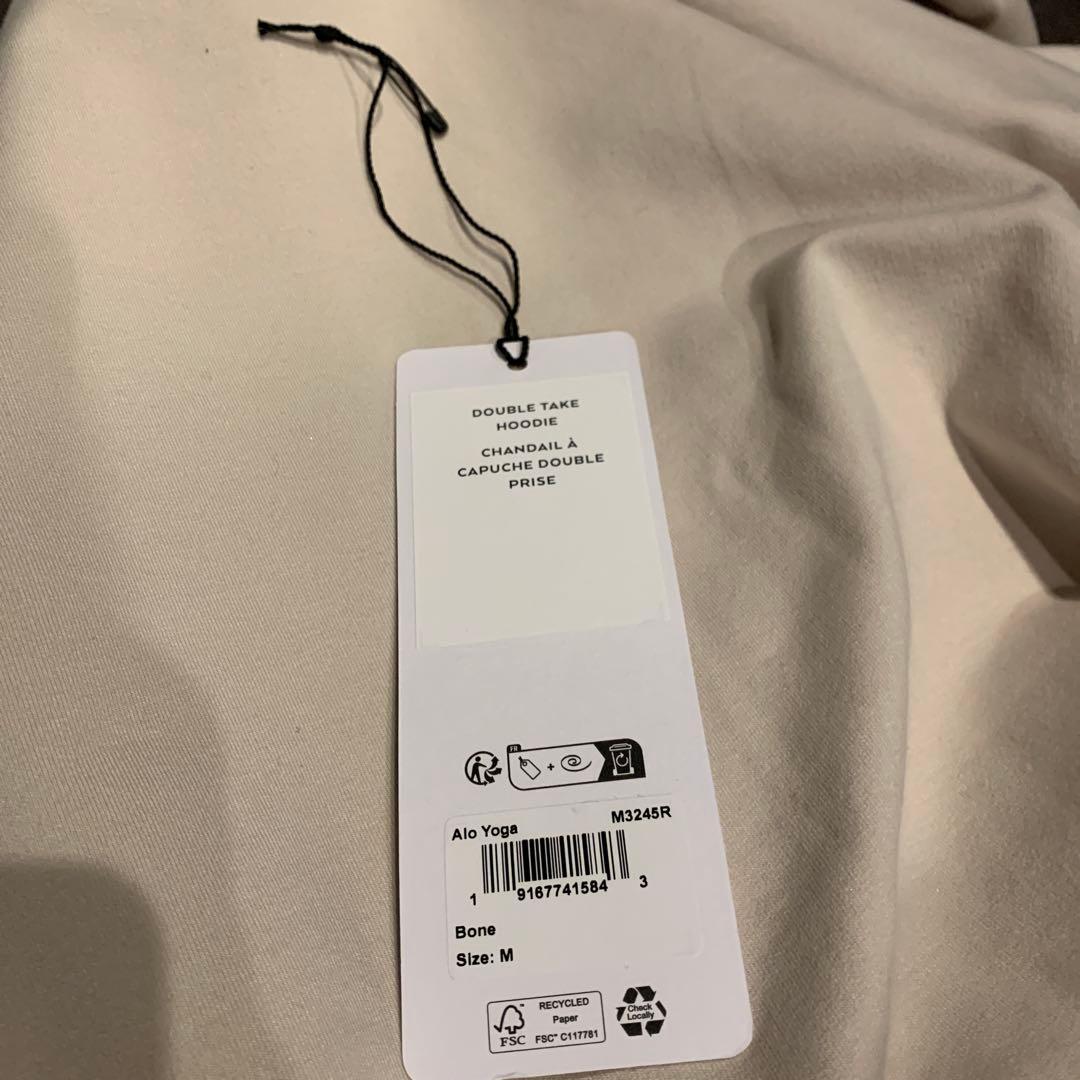 DOUBLE TAKE
HOODIE
CHANDAIL À
CAPUCHE DOUBLE
PRISE
FR
+
Alo Yoga
M3245R
1 9167741584 3
Bone
Size: M
FSC™
RECYCLED
Paper
FSC™ C117781
Check
Locally